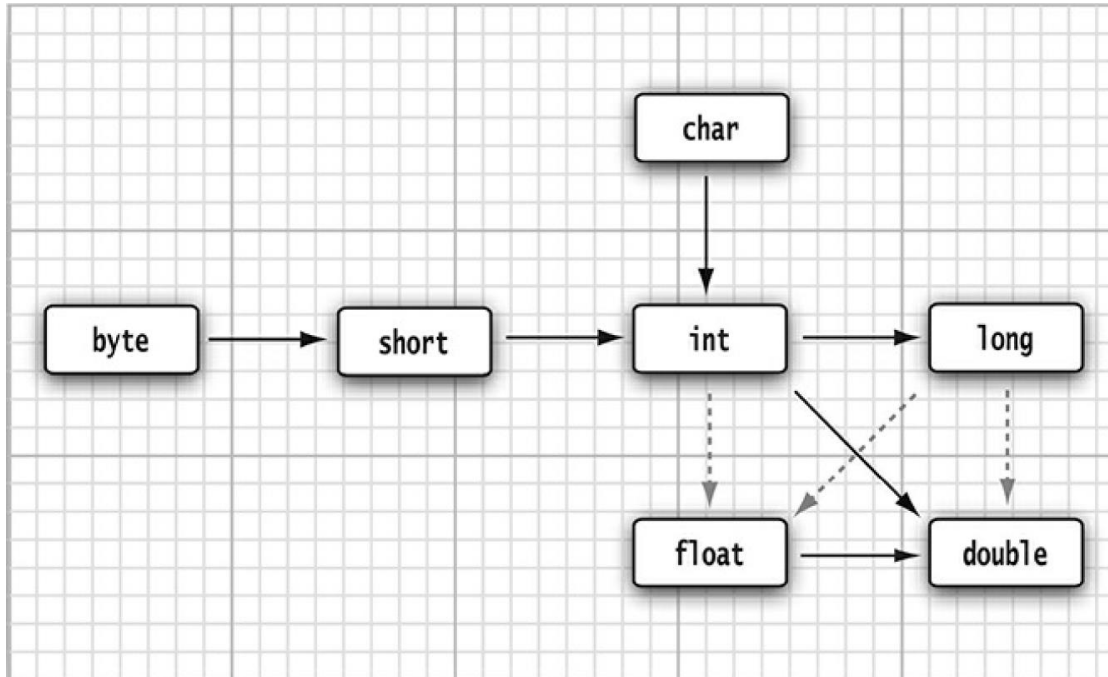 char
byte
short
int
long
float
double